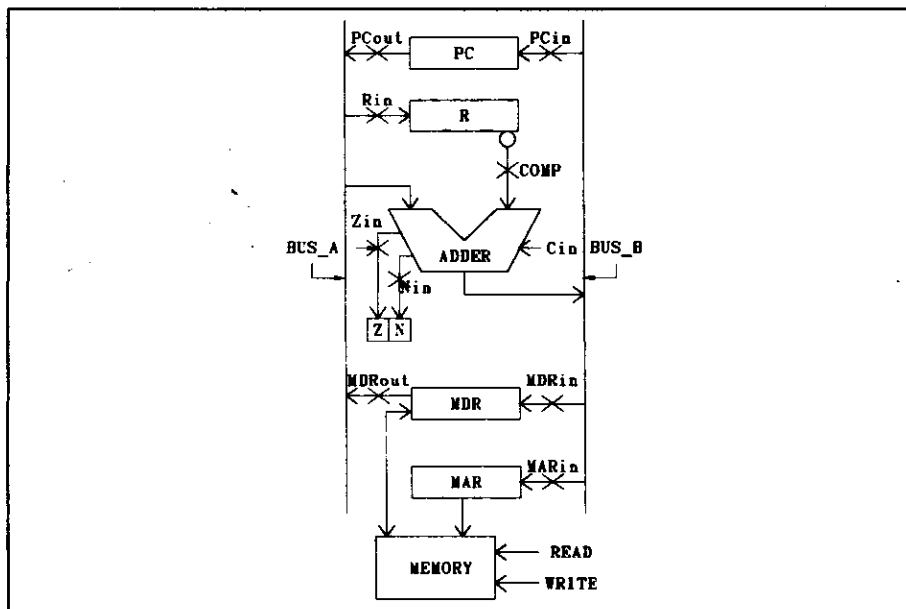 PCout PC PCin
Rin R
COMP
Zin
BUS_A ADDER Cin BUS_B
Nin
Z N
MDRout MDR MDRin
MAR MARin
MEMORY READ
WRITE